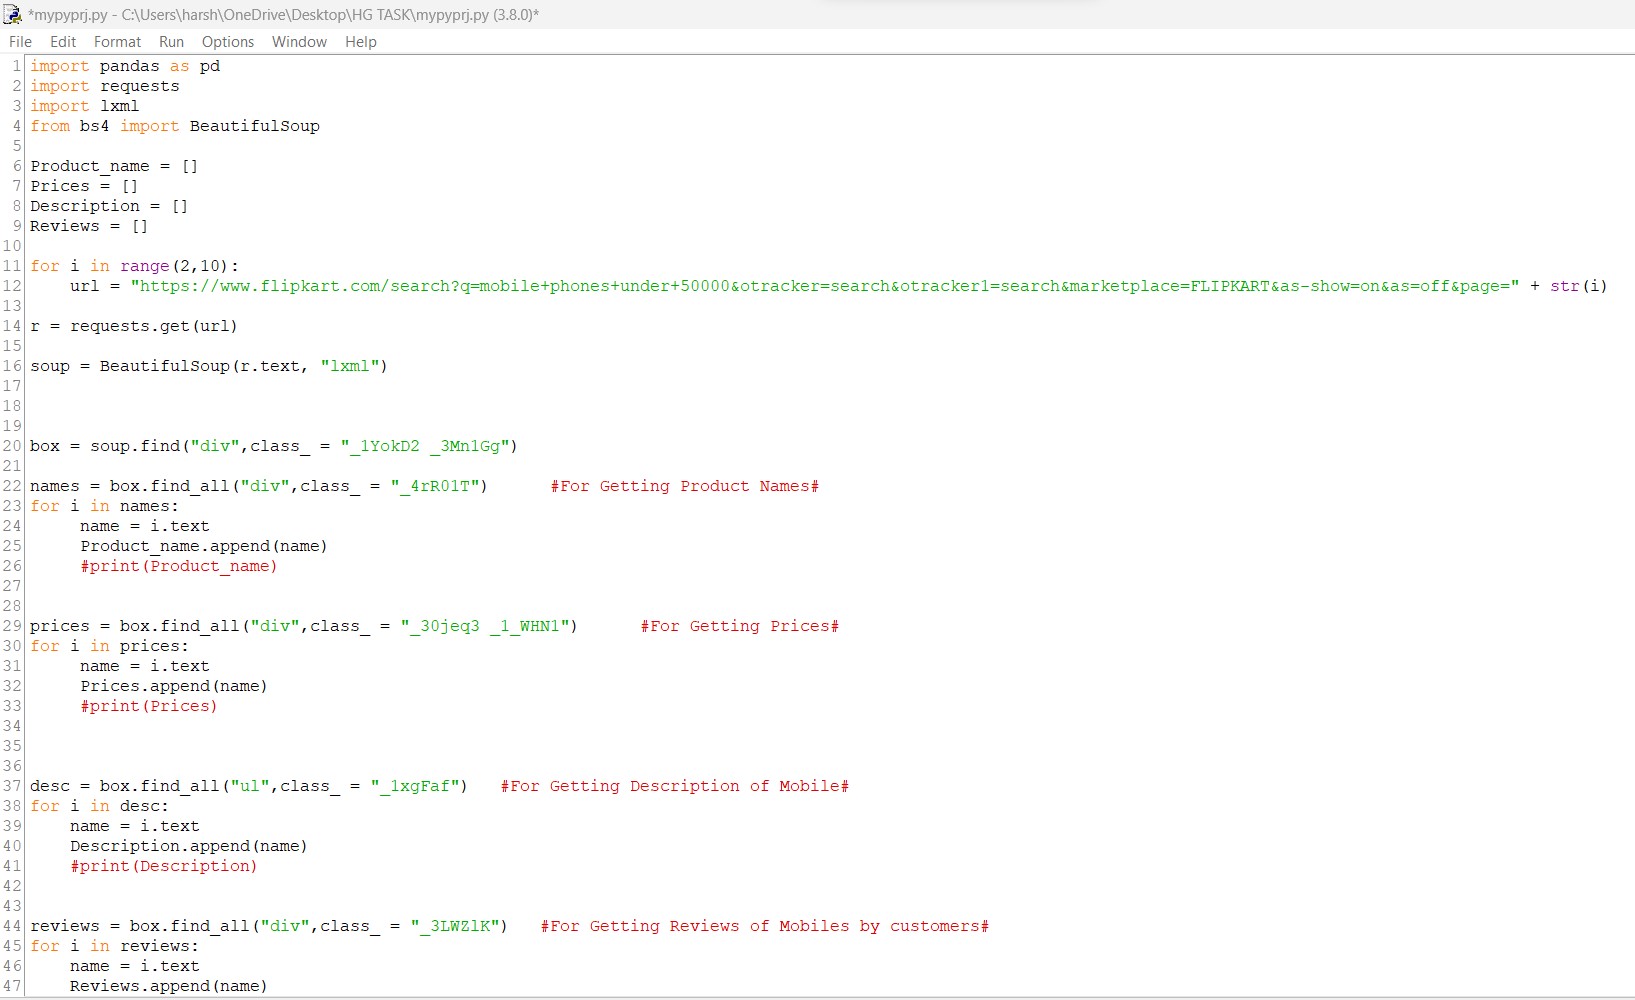 *mypyprj.py - C:\Users\harsh\OneDrive\Desktop\HG TASK\mypyprj.py (3.8.0)*
File Edit Format Run Options Window Help
1 import pandas as pd
2 import requests
3 import lxml
4 from bs4 import BeautifulSoup
5
6 Product_name = []
7 Prices = []
8 Description = []
9 Reviews = []
10
11 for i in range(2,10):
12     url = "https://www.flipkart.com/search?q=mobile+phones+under+50000&otracker=search&otracker1=search&marketplace=FLIPKART&as-show=on&as=off&page=" + str(i)
13
14 r = requests.get(url)
15
16 soup = BeautifulSoup(r.text, "lxml")
17
18
19
20 box = soup.find("div",class_ = "_1YokD2 _3Mn1Gg")
21
22 names = box.find_all("div",class_ = "_4rR01T")      #For Getting Product Names#
23 for i in names:
24      name = i.text
25      Product_name.append(name)
26      #print(Product_name)
27
28
29 prices = box.find_all("div",class_ = "_30jeq3 _1_WHN1")      #For Getting Prices#
30 for i in prices:
31      name = i.text
32      Prices.append(name)
33      #print(Prices)
34
35
36
37 desc = box.find_all("ul",class_ = "_1xgFaf")   #For Getting Description of Mobile#
38 for i in desc:
39     name = i.text
40     Description.append(name)
41     #print(Description)
42
43
44 reviews = box.find_all("div",class_ = "_3LWZlK")   #For Getting Reviews of Mobiles by customers#
45 for i in reviews:
46     name = i.text
47     Reviews.append(name)